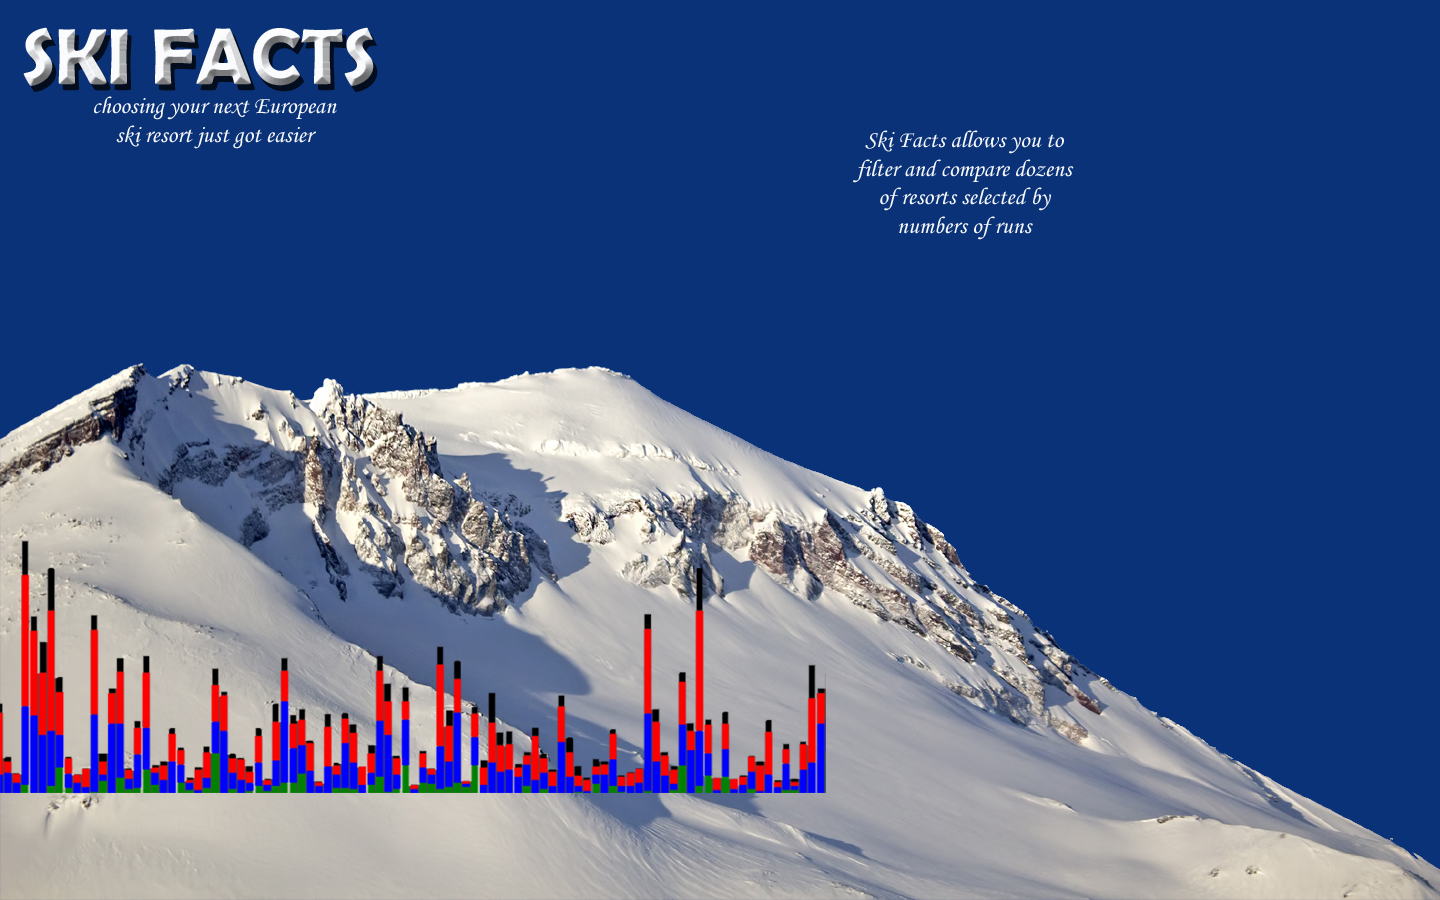 SKI FACTS
choosing your next European
ski resort just got easier
Ski Facts allows you to
filter and compare dozens
of resorts selected by
numbers of runs